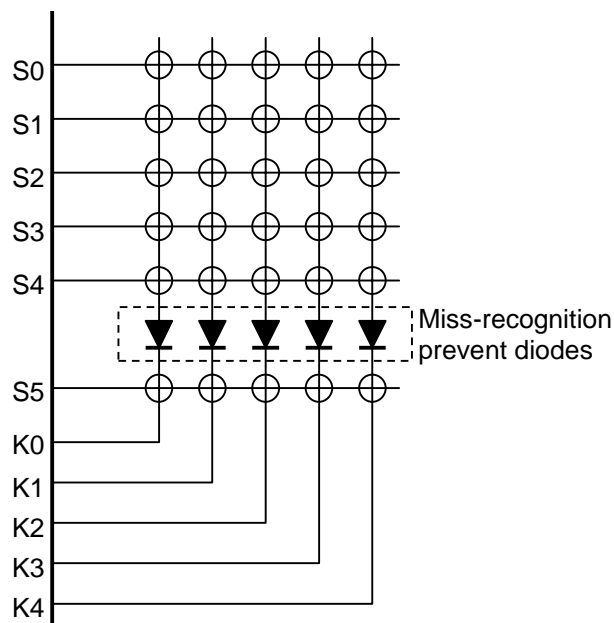 S0
S1
S2
S3
S4
Miss-recognition
prevent diodes
S5
K0
K1
K2
K3
K4